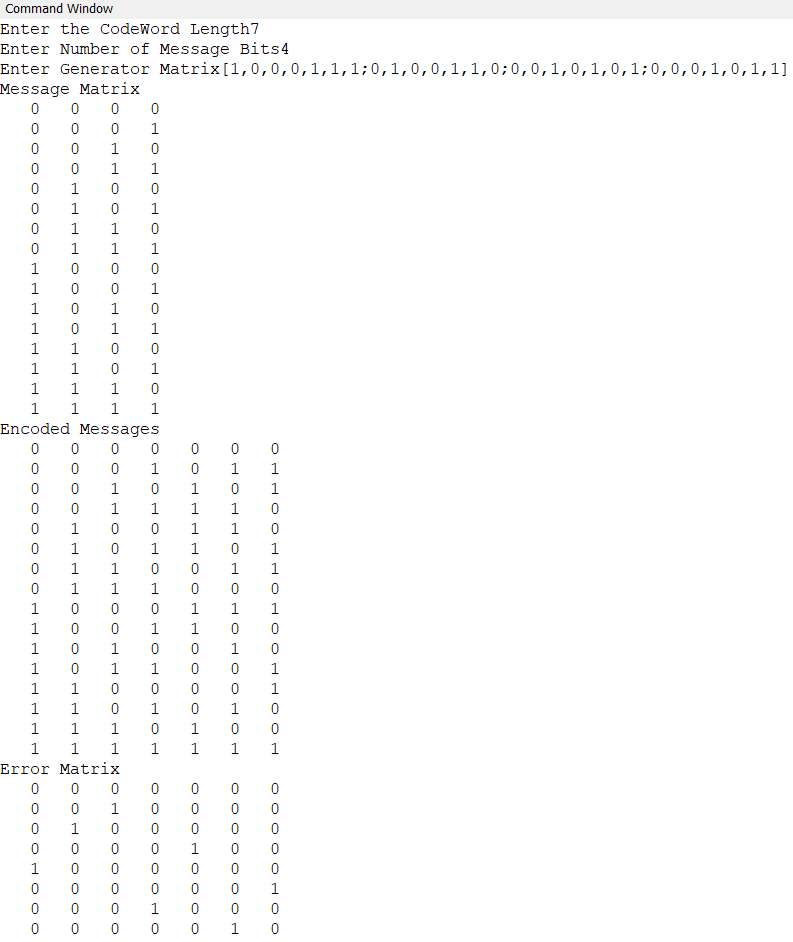 Command Window
Enter the CodeWord Length7
Enter Number of Message Bits4
Enter Generator Matrix[1,0,0,0,1,1,1;0,1,0,0,1,1,0;0,0,1,0,1,0,1;0,0,0,1,0,1,1]
Message Matrix
0 0 0 0
0 0 0 1
0 0 1 0
0 0 1 1
0 1 0 0
0 1 0 1
0 1 1 0
0 1 1 1
1 0 0 0
1 0 0 1
1 0 1 0
1 0 1 1
1 1 0 0
1 1 0 1
1 1 1 0
1 1 1 1
Encoded Messages
0 0 0 0 0 0 0
0 0 0 1 0 1 1
0 0 1 0 1 0 1
0 0 1 1 1 1 0
0 1 0 0 1 1 0
0 1 0 1 1 0 1
0 1 1 0 0 1 1
0 1 1 1 0 0 0
1 0 0 0 1 1 1
1 0 0 1 1 0 0
1 0 1 0 0 1 0
1 0 1 1 0 0 1
1 1 0 0 0 0 1
1 1 0 1 0 1 0
1 1 1 0 1 0 0
1 1 1 1 1 1 1
Error Matrix
0 0 0 0 0 0 0
0 0 1 0 0 0 0
0 1 0 0 0 0 0
0 0 0 0 1 0 0
1 0 0 0 0 0 0
0 0 0 0 0 0 1
0 0 0 1 0 0 0
0 0 0 0 0 1 0